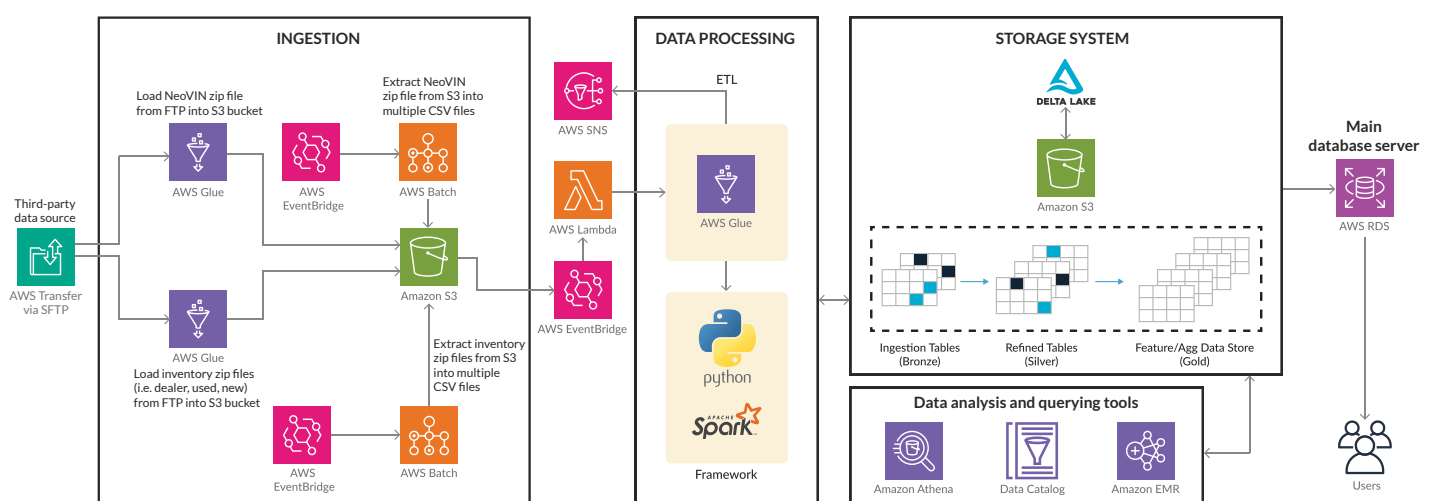 INGESTION
Load NeoVIN zip file
from FTP into S3 bucket
AWS Glue
Extract NeoVIN
zip file from S3 into
multiple CSV files
AWS
EventBridge
AWS Batch
Third-party
data source
AWS Transfer
via SFTP
Amazon S3
AWS Glue
Load inventory zip files
(i.e. dealer, used, new)
from FTP into S3 bucket
Extract inventory
zip files from S3
into multiple
CSV files
AWS
EventBridge
AWS Batch
AWS SNS
AWS Lambda
AWS EventBridge
DATA PROCESSING
ETL
AWS Glue
python
APACHE
Spark
Framework
STORAGE SYSTEM
DELTA LAKE
Amazon S3
Ingestion Tables
(Bronze)
Refined Tables
(Silver)
Feature/Agg Data Store
(Gold)
Data analysis and querying tools
Amazon Athena
Data Catalog
Amazon EMR
Main
database server
AWS RDS
Users